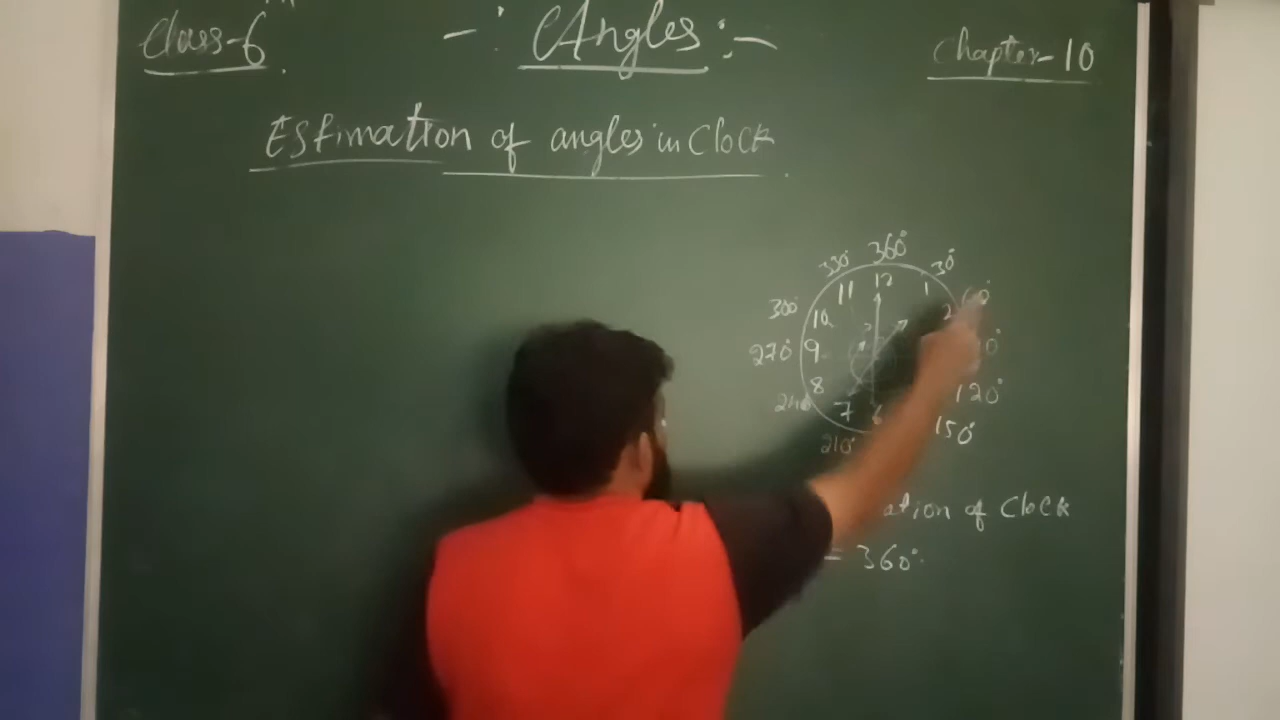 Class-6
-: Angles :-
Chapter-10
Estimation of angles in Clock
360°
330° 30°
12
11 1
300° 60°
10 2
270° 9
8
240 120°
7 6
210° 150°
of Clock
= 360°